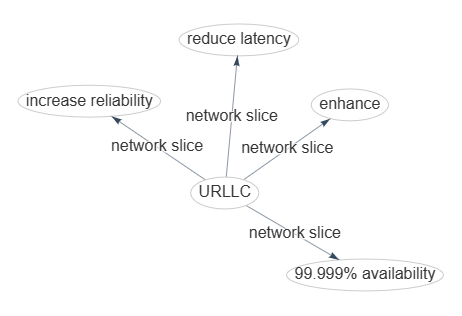 reduce latency
increase reliability
enhance
network slice
network slice
network slice
URLLC
network slice
99.999% availability